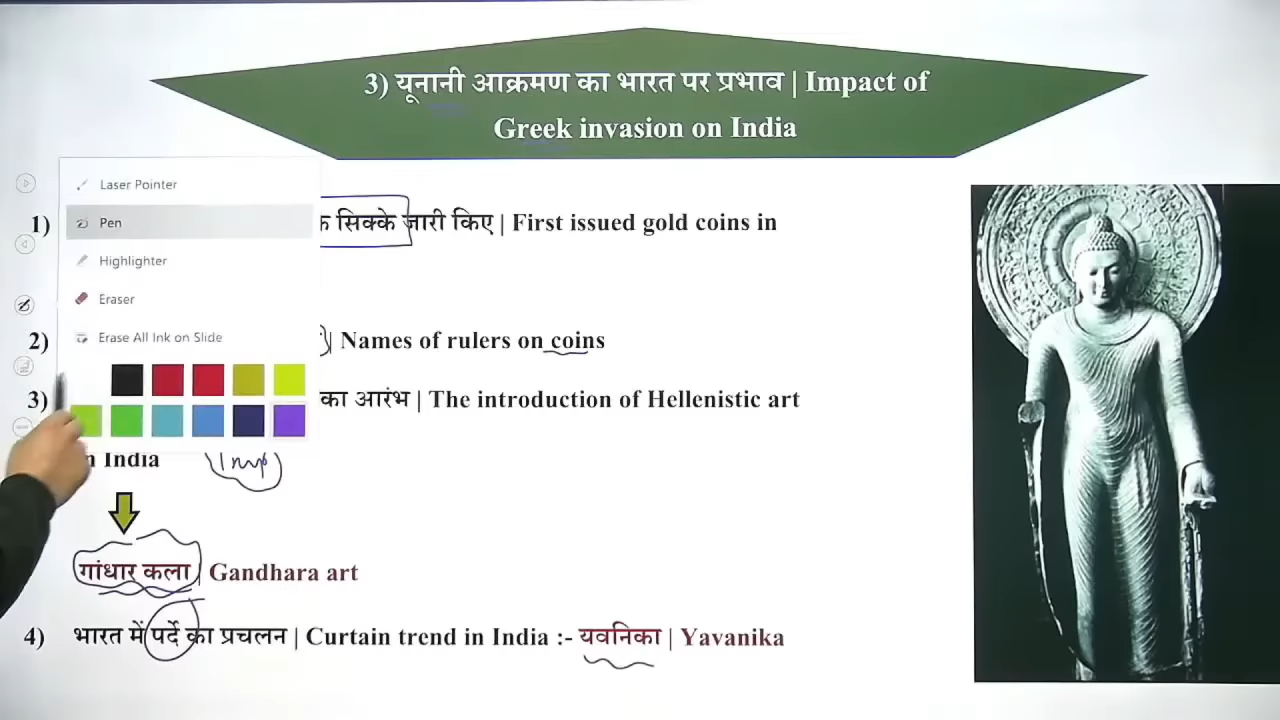 3) यूनानी आक्रमण का भारत पर प्रभाव | Impact of
Greek invasion on India
Laser Pointer
Pen
Highlighter
Eraser
Erase All Ink on Slide
1) सिक्के जारी किए | First issued gold coins in
2) | Names of rulers on coins
3) का आरंभ | The introduction of Hellenistic art
India Imp
गांधार कला | Gandhara art
4) भारत में पर्दे का प्रचलन | Curtain trend in India :- यवनिका | Yavanika